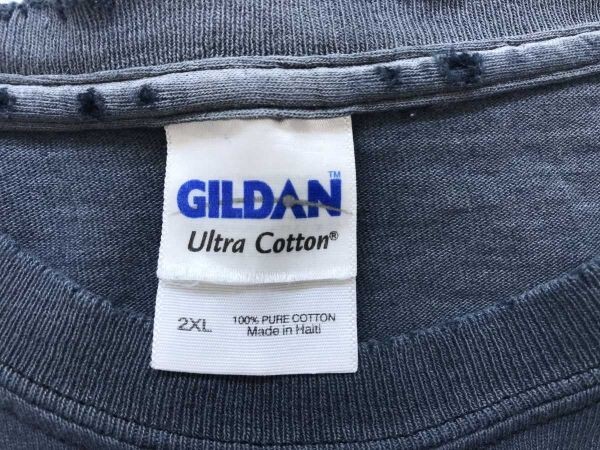 GILDAN™
Ultra Cotton®
2XL
100% PURE COTTON
Made in Haiti